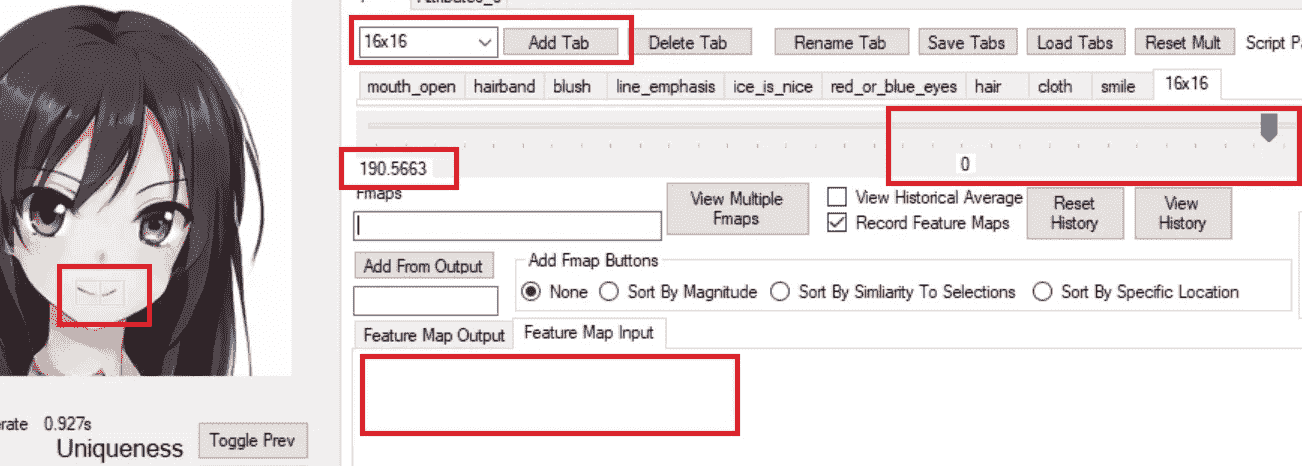 Attributes_0
16x16 Add Tab Delete Tab Rename Tab Save Tabs Load Tabs Reset Mult Script
mouth_open hairband blush line_emphasis ice_is_nice red_or_blue_eyes hair cloth smile 16x16
190.5663 0
Fmaps
View Multiple Fmaps
View Historical Average
Record Feature Maps
Reset History
View History
Add From Output
Add Fmap Buttons
None Sort By Magnitude Sort By Simliarity To Selections Sort By Specific Location
Feature Map Output Feature Map Input
0.927s
Uniqueness
Toggle Prev